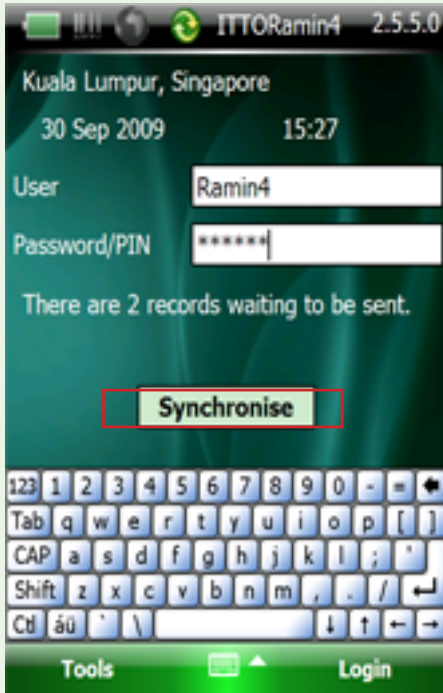 ITTORamin4 2.5.5.0
Kuala Lumpur, Singapore
30 Sep 2009 15:27
User Ramin4
Password/PIN ******
There are 2 records waiting to be sent.
Synchronise
123 1 2 3 4 5 6 7 8 9 0 - =
Tab q w e r t y u i o p [ ]
CAP a s d f g h j k l ; '
Shift z x c v b n m , . /
Ctl áü ` \ ↓ ↑ ← →
Tools Login